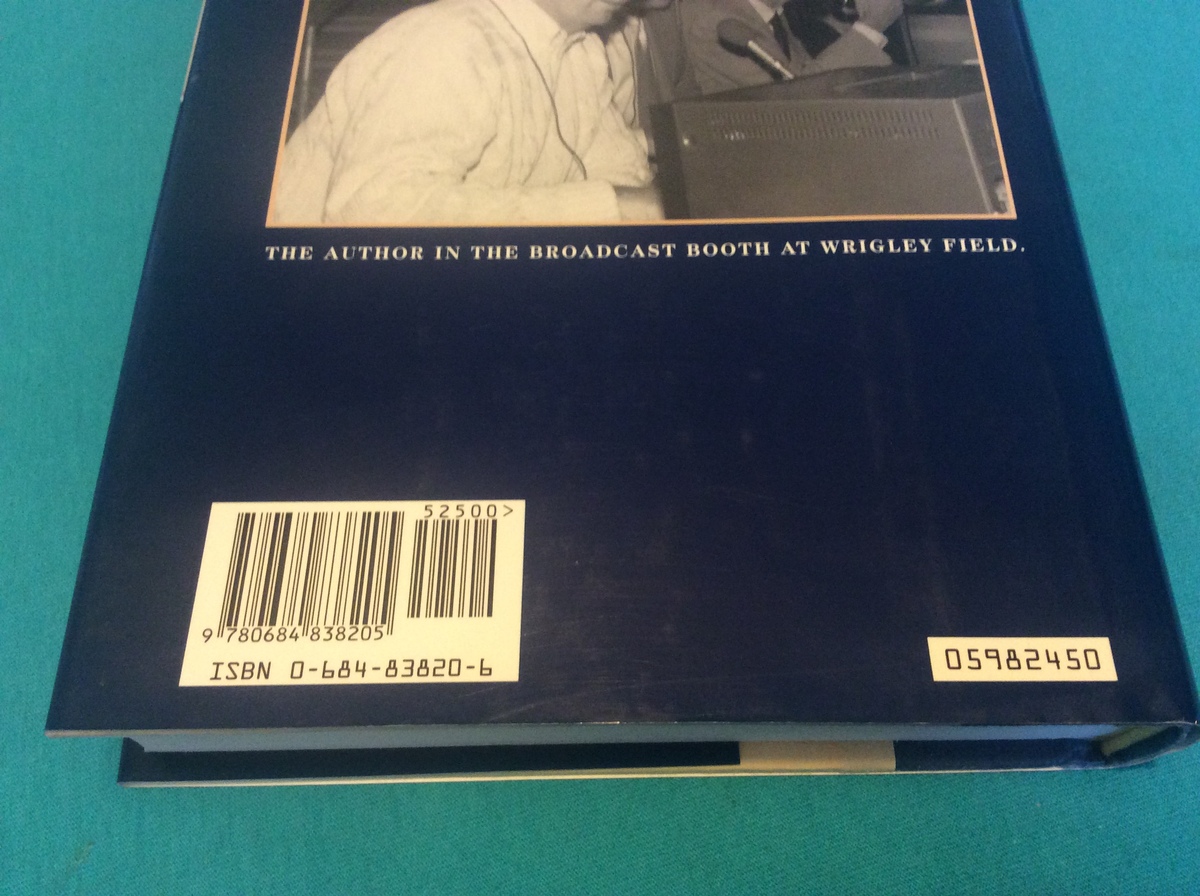 THE AUTHOR IN THE BROADCAST BOOTH AT WRIGLEY FIELD.
52500>
9 780684 838205
ISBN 0-684-83820-6
05982450